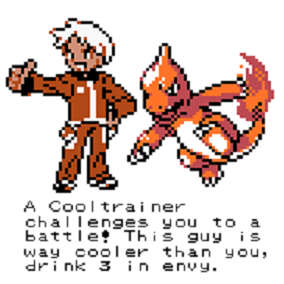 A Cooltrainer
challenges you to a
battle! This guy is
way cooler than you,
drink 3 in envy.